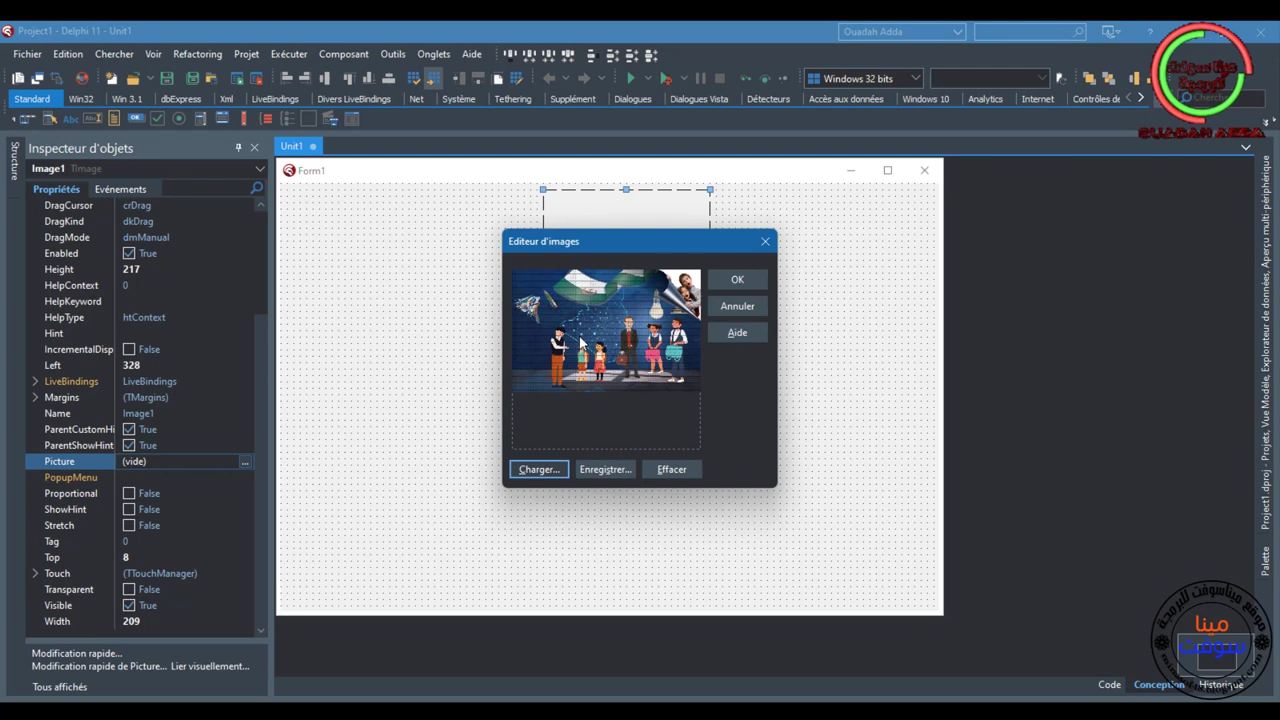 Project1 - Delphi 11 - Unit1
Ouadah Adda
?
Fichier Edition Chercher Voir Refactoring Projet Exécuter Composant Outils Onglets Aide
Windows 32 bits
Standard Win32 Win 3.1 dbExpress Xml LiveBindings Divers LiveBindings Net Système Tethering Supplément Dialogues Dialogues Vista Détecteurs Accès aux données Windows 10 Analytics Internet Contrôles de
OUADAH ADDA
Abc
OK
Structure
Inspecteur d'objets
Image1 TImage
Propriétés Evénements
DragCursor crDrag
DragKind dkDrag
DragMode dmManual
Enabled True
Height 217
HelpContext 0
HelpKeyword
HelpType htContext
Hint
IncrementalDisp False
Left 328
LiveBindings LiveBindings
Margins (TMargins)
Name Image1
ParentCustomHi True
ParentShowHint True
Picture (vide) ...
PopupMenu
Proportional False
ShowHint False
Stretch False
Tag 0
Top 8
Touch (TTouchManager)
Transparent False
Visible True
Width 209
Modification rapide...
Modification rapide de Picture... Lier visuellement...
Tous affichés
Unit1
Form1
Editeur d'images
OK
Annuler
Aide
Charger... Enregistrer... Effacer
Project1.dproj - Projets, Vue Modèle, Explorateur de données, Aperçu multi-périphérique
Palette
موقع ميناسوفت للبرمجة
مينا
سوفت
Code Conception Historique